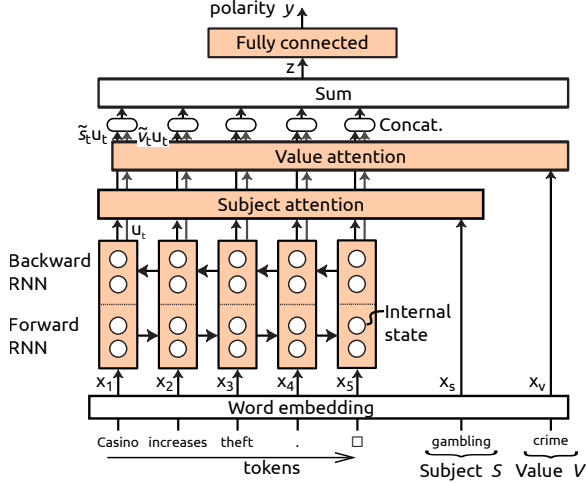 polarity y
Fully connected
z
Sum
s̃ₜuₜ ṽₜuₜ Concat.
Value attention
Subject attention
uₜ
Backward
RNN
Forward
RNN
Internal
state
x₁ x₂ x₃ x₄ x₅ xₛ xᵥ
Word embedding
Casino increases theft . □ gambling crime
tokens
Subject S Value V